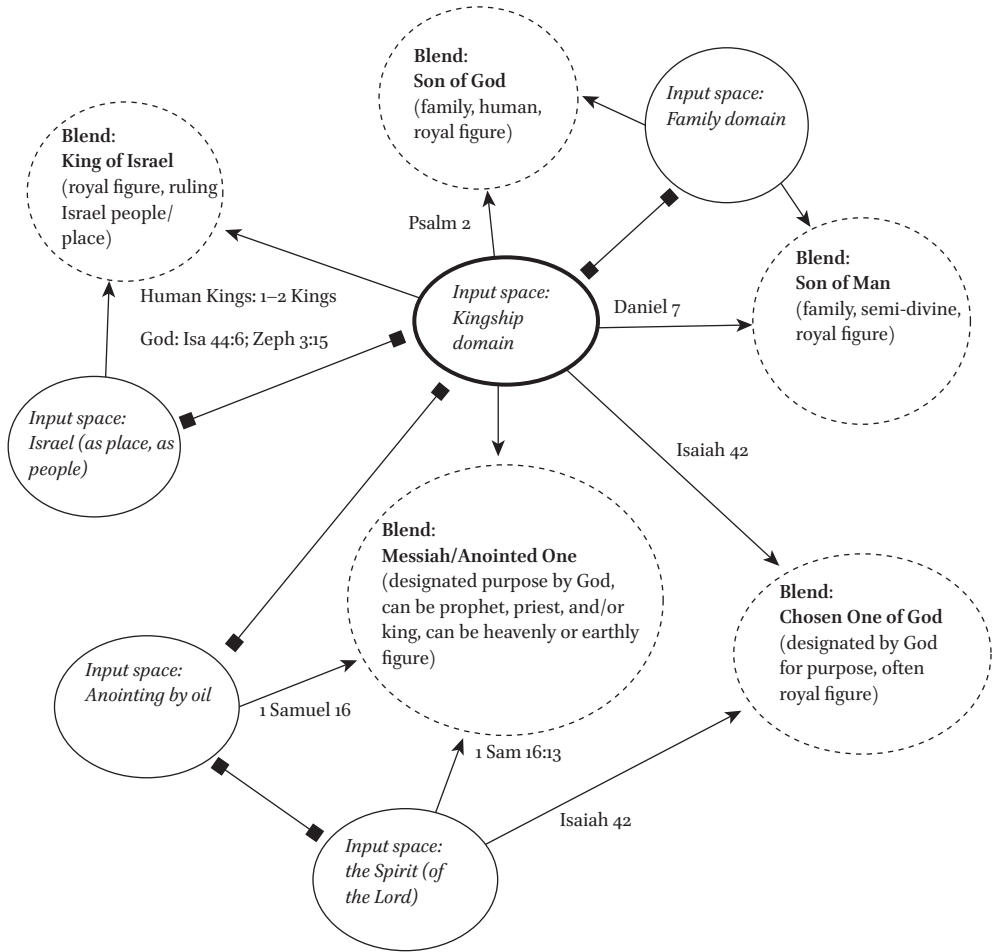 Blend:
Son of God
(family, human,
royal figure)
Input space:
Family domain
Blend:
King of Israel
(royal figure, ruling
Israel people/
place)
Psalm 2
Human Kings: 1–2 Kings
God: Isa 44:6; Zeph 3:15
Input space:
Kingship
domain
Daniel 7
Blend:
Son of Man
(family, semi-divine,
royal figure)
Input space:
Israel (as place, as
people)
Isaiah 42
Blend:
Messiah/Anointed One
(designated purpose by God,
can be prophet, priest, and/or
king, can be heavenly or earthly
figure)
Blend:
Chosen One of God
(designated by God
for purpose, often
royal figure)
Input space:
Anointing by oil
1 Samuel 16
1 Sam 16:13
Isaiah 42
Input space:
the Spirit (of
the Lord)